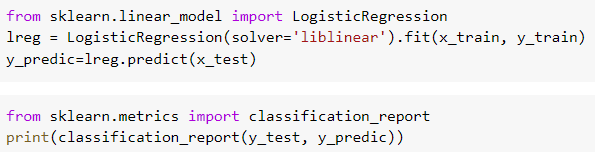 from sklearn.linear_model import LogisticRegression
lreg = LogisticRegression(solver='liblinear').fit(x_train, y_train)
y_predic=lreg.predict(x_test)
from sklearn.metrics import classification_report
print(classification_report(y_test, y_predic))